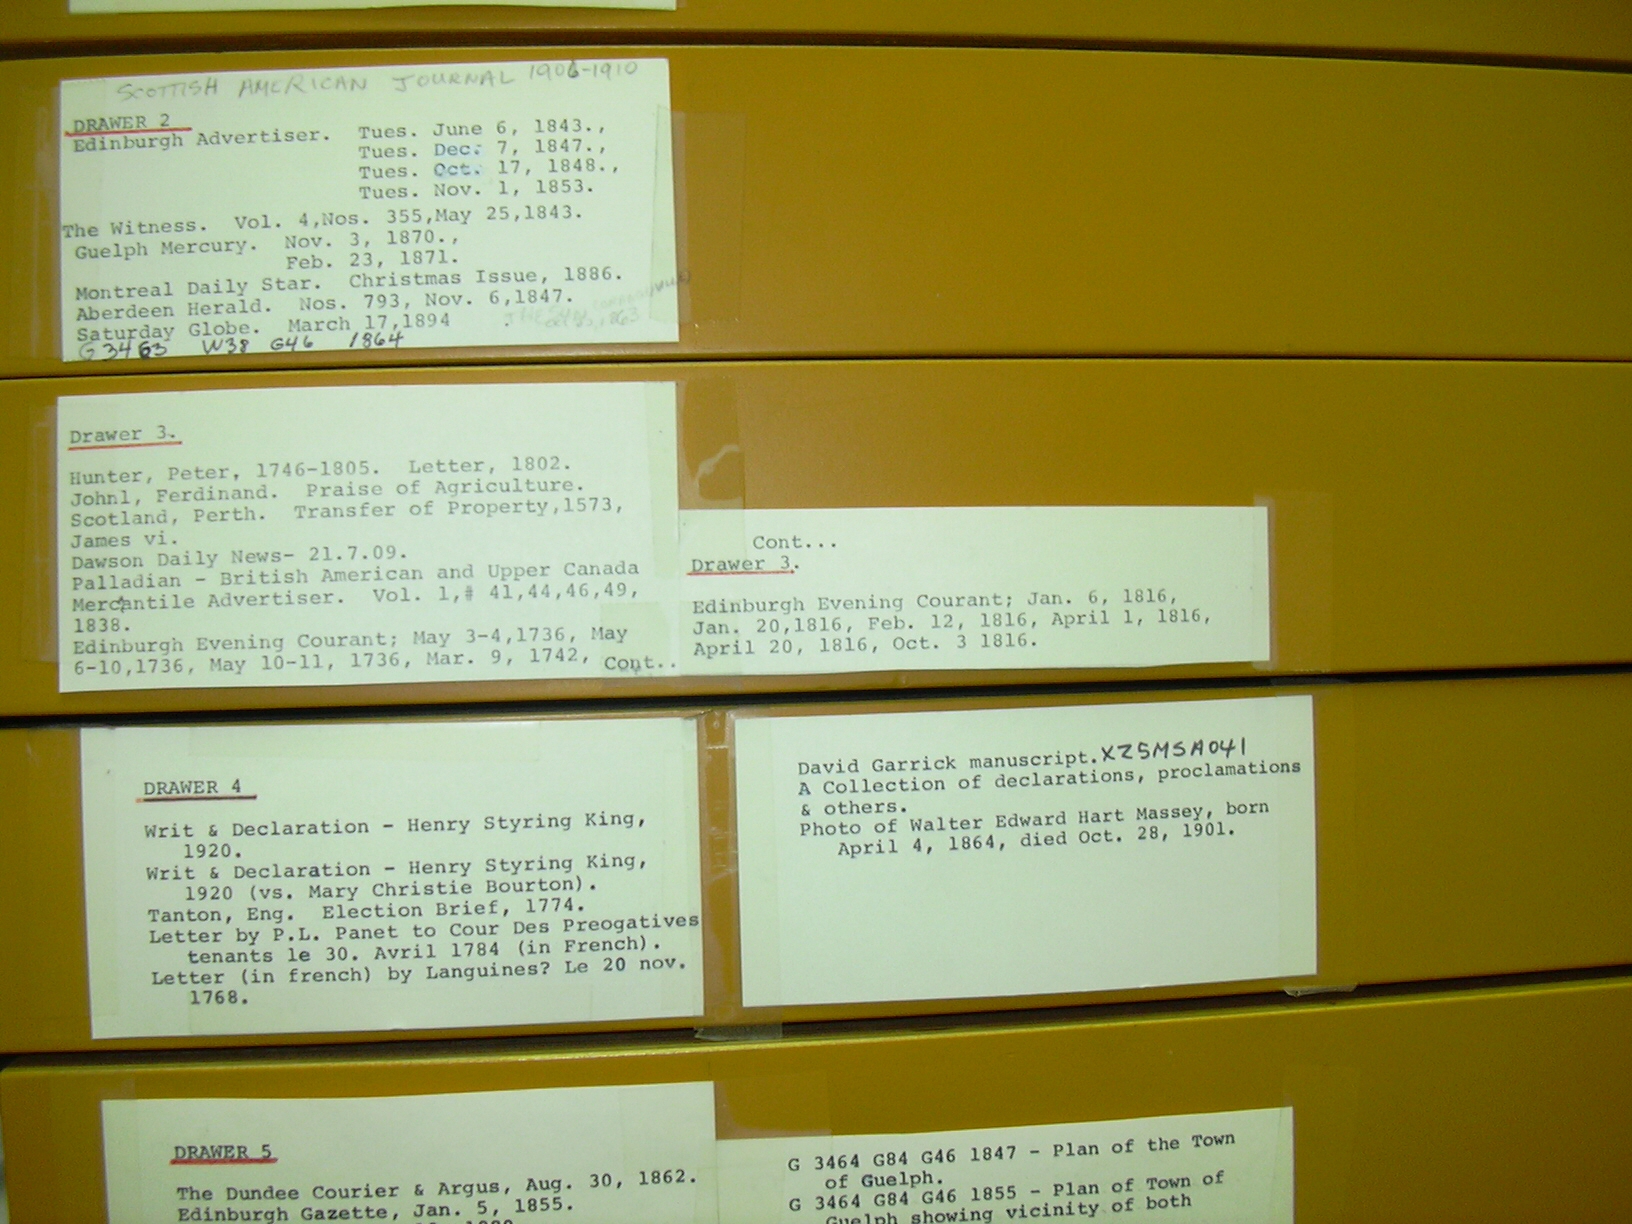 SCOTTISH AMERICAN JOURNAL 1906-1910
DRAWER 2
Edinburgh Advertiser. Tues. June 6, 1843.,
Tues. Dec. 7, 1847.,
Tues. Oct. 17, 1848.,
Tues. Nov. 1, 1853.
The Witness. Vol. 4,Nos. 355,May 25,1843.
Guelph Mercury. Nov. 3, 1870.,
Feb. 23, 1871.
Montreal Daily Star. Christmas Issue, 1886.
Aberdeen Herald. Nos. 793, Nov. 6,1847.
Saturday Globe. March 17,1894
G 3463 W38 G46 1864
Drawer 3.
Hunter, Peter, 1746-1805. Letter, 1802.
Johnl, Ferdinand. Praise of Agriculture.
Scotland, Perth. Transfer of Property,1573,
James vi.
Dawson Daily News- 21.7.09.
Palladian - British American and Upper Canada
Mercantile Advertiser. Vol. 1,# 41,44,46,49,
1838.
Edinburgh Evening Courant; May 3-4,1736, May
6-10,1736, May 10-11, 1736, Mar. 9, 1742, Cont..
Cont...
Drawer 3.
Edinburgh Evening Courant; Jan. 6, 1816,
Jan. 20,1816, Feb. 12, 1816, April 1, 1816,
April 20, 1816, Oct. 3 1816.
DRAWER 4
Writ & Declaration - Henry Styring King,
1920.
Writ & Declaration - Henry Styring King,
1920 (vs. Mary Christie Bourton).
Tanton, Eng. Election Brief, 1774.
Letter by P.L. Panet to Cour Des Preogatives
tenants le 30. Avril 1784 (in French).
Letter (in french) by Languines? Le 20 nov.
1768.
David Garrick manuscript. XZ5MSA041
A Collection of declarations, proclamations
& others.
Photo of Walter Edward Hart Massey, born
April 4, 1864, died Oct. 28, 1901.
DRAWER 5
The Dundee Courier & Argus, Aug. 30, 1862.
Edinburgh Gazette, Jan. 5, 1855.
G 3464 G84 G46 1847 - Plan of the Town
of Guelph.
G 3464 G84 G46 1855 - Plan of Town of
Guelph showing vicinity of both